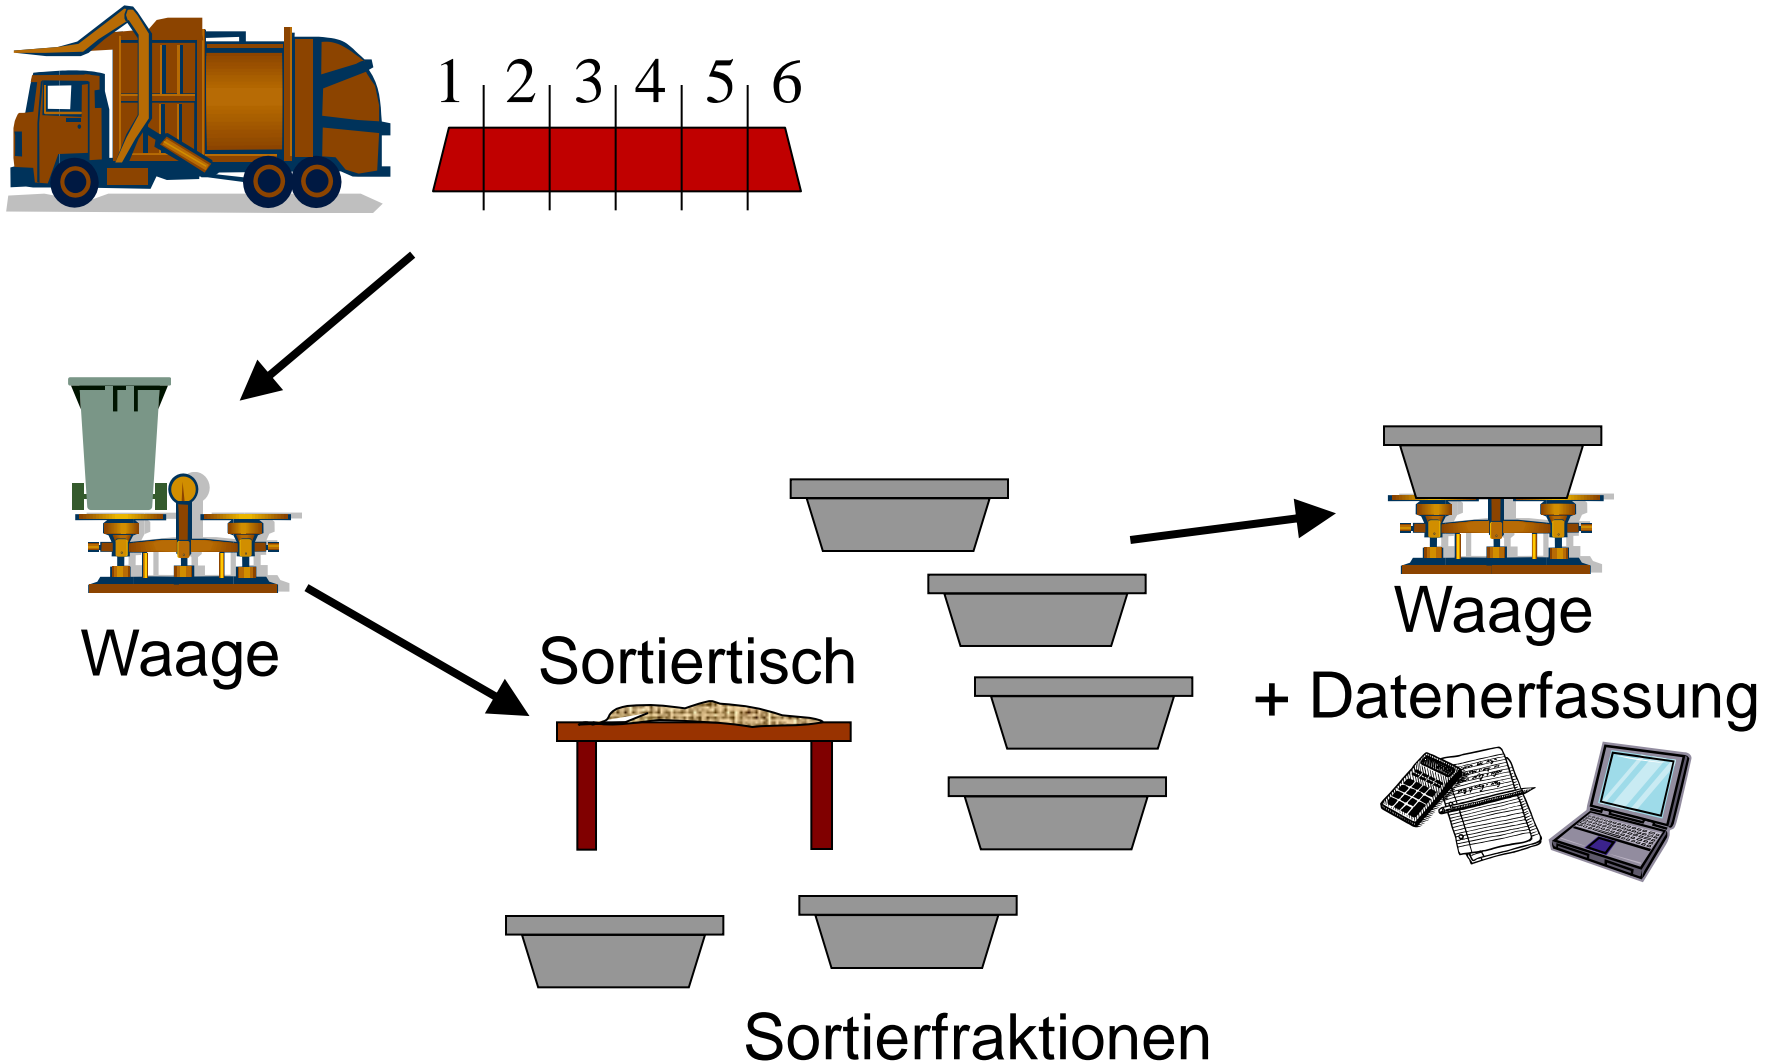 1 2 3 4 5 6
Waage
Sortiertisch
Waage
+ Datenerfassung
Sortierfraktionen